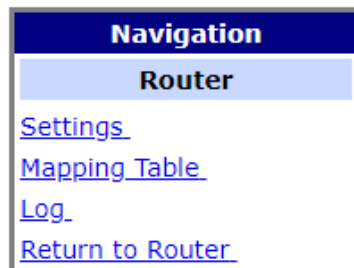 Navigation
Router
Settings
Mapping Table
Log
Return to Router